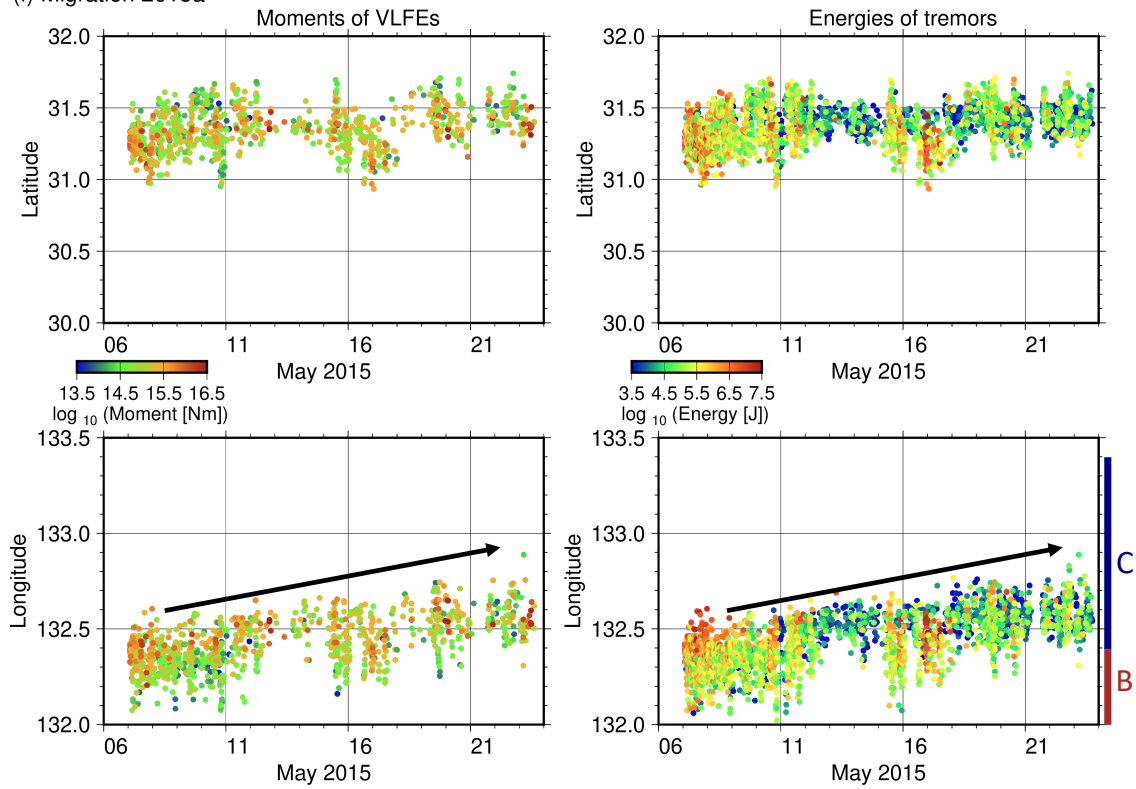 Moments of VLFEs
Energies of tremors
32.0
31.5
31.0
30.5
30.0
Latitude
06 11 16 21
May 2015
32.0
31.5
31.0
30.5
30.0
Latitude
06 11 16 21
May 2015
13.5 14.5 15.5 16.5
log 10 (Moment [Nm])
3.5 4.5 5.5 6.5 7.5
log 10 (Energy [J])
133.5
133.0
132.5
132.0
Longitude
06 11 16 21
May 2015
133.5
133.0
132.5
132.0
Longitude
06 11 16 21
May 2015
C
B